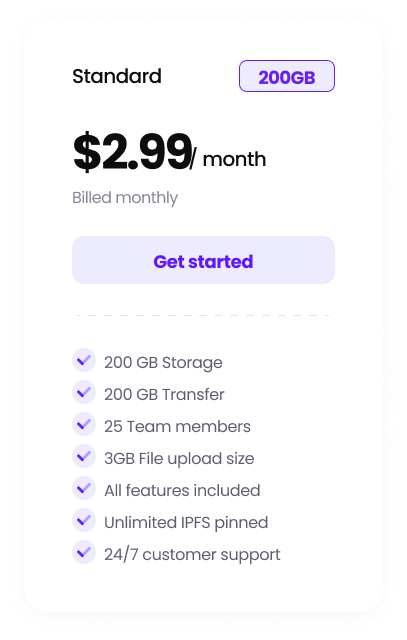 Standard
200GB
$2.99/ month
Billed monthly
Get started
200 GB Storage
200 GB Transfer
25 Team members
3GB File upload size
All features included
Unlimited IPFS pinned
24/7 customer support